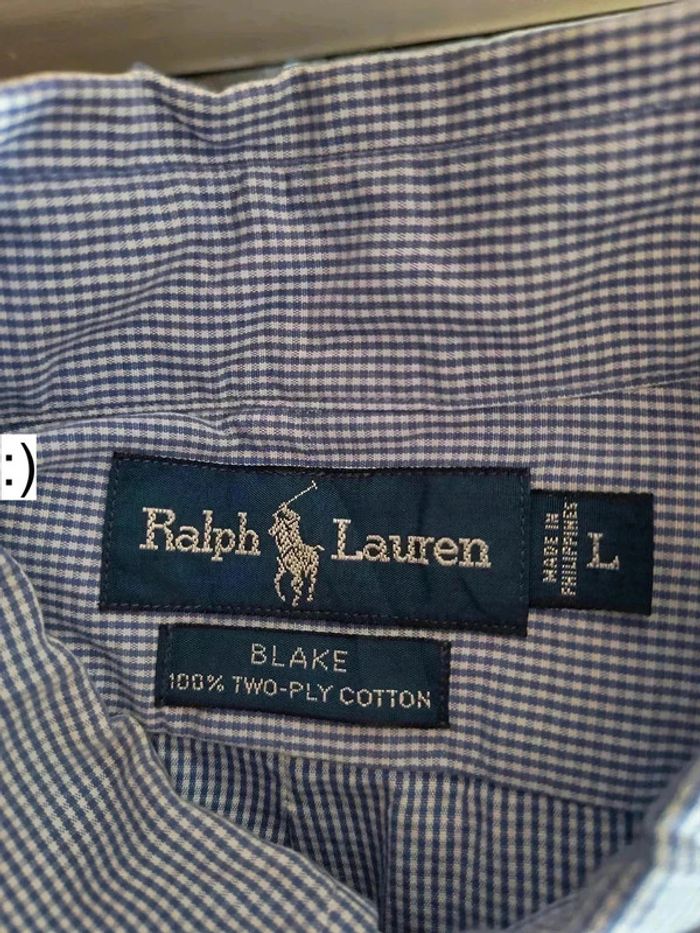 :)
Ralph Lauren
MADE IN
PHILIPPINES
L
BLAKE
100% TWO-PLY COTTON